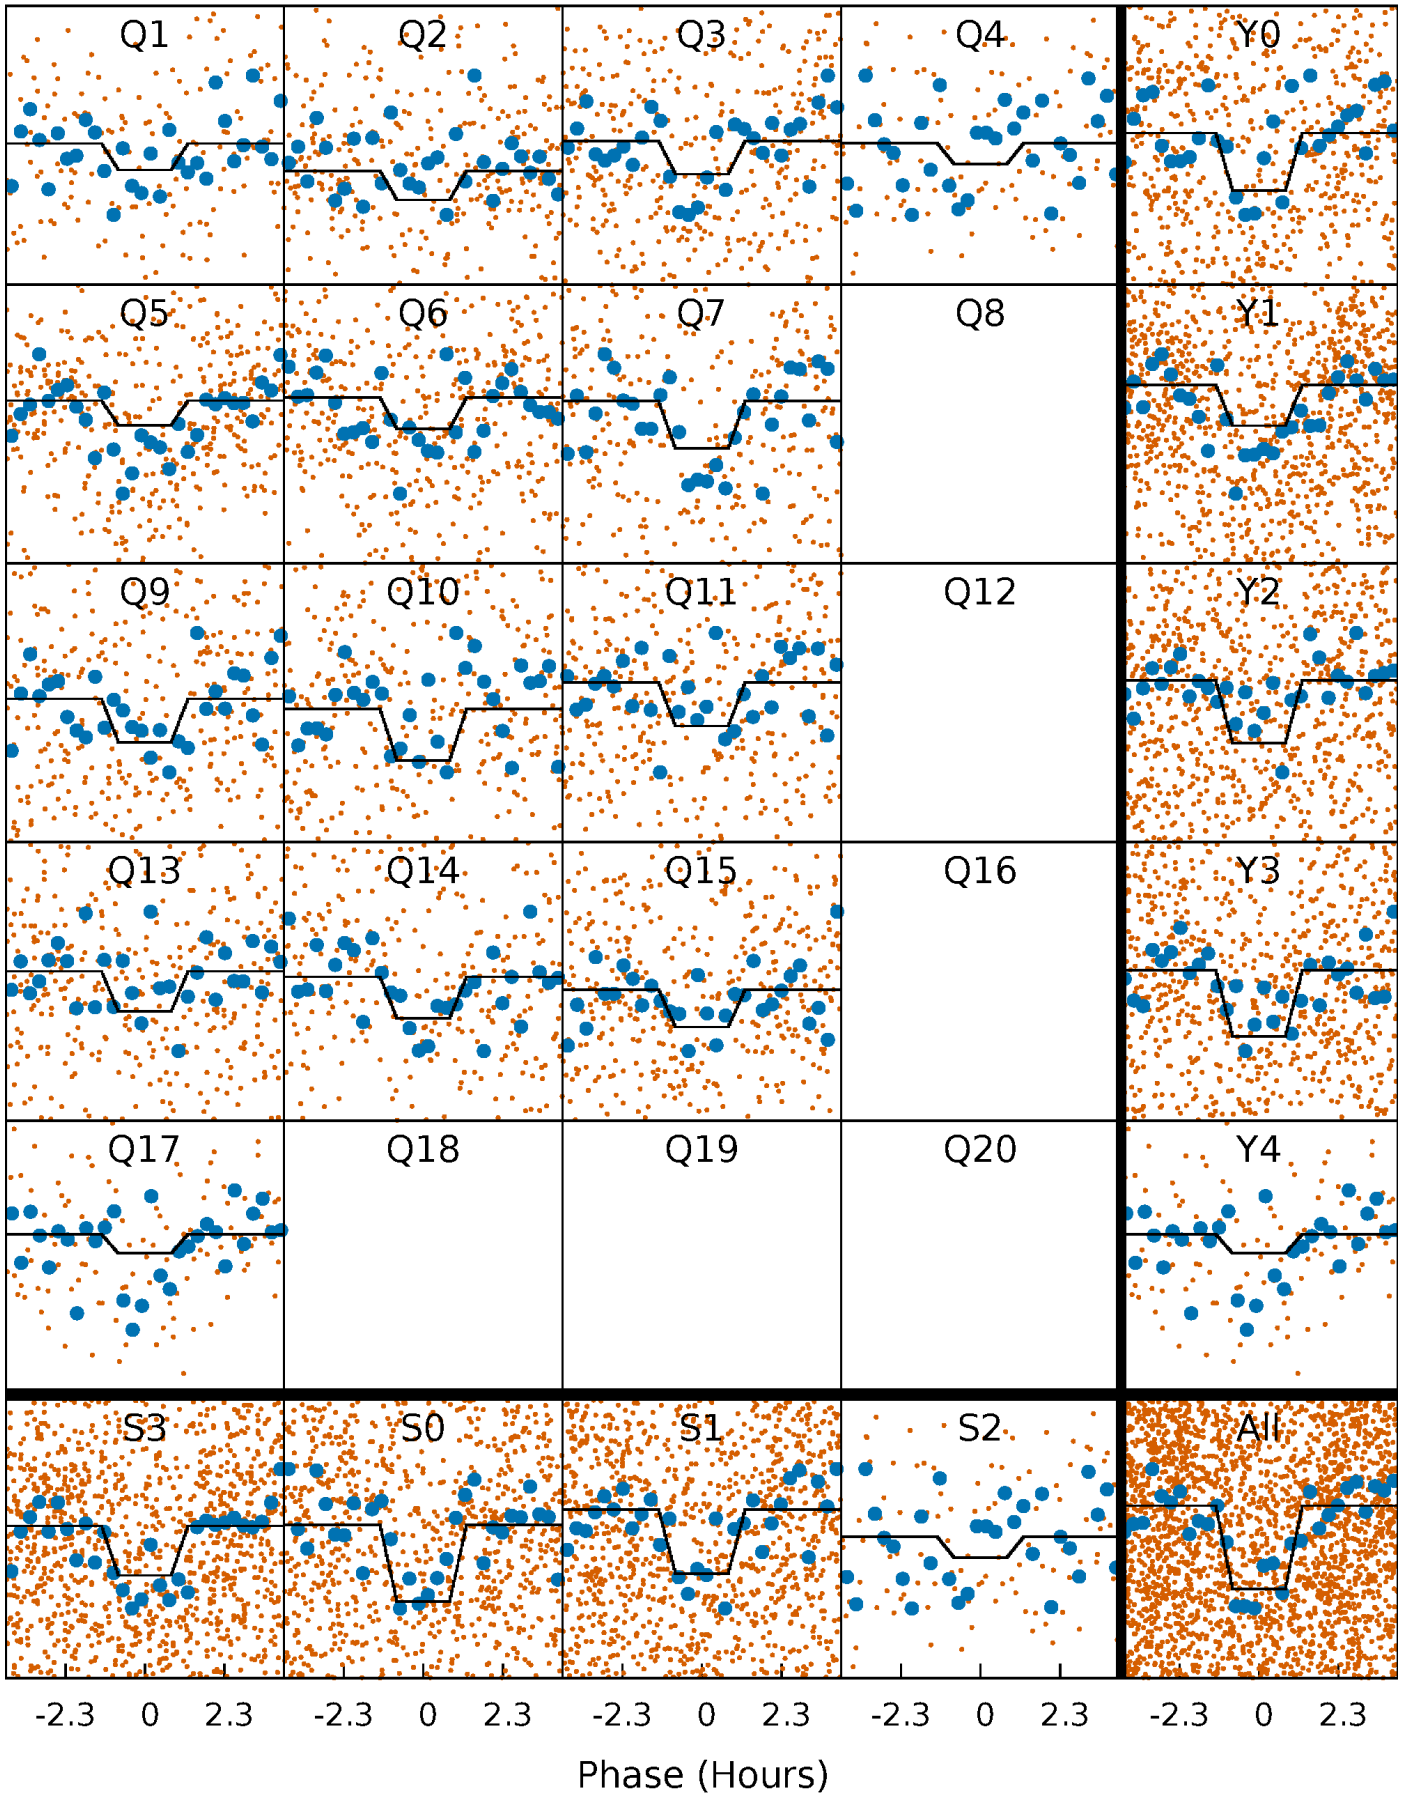 Q1 Q2 Q3 Q4 Y0
Q5 Q6 Q7 Q8 Y1
Q9 Q10 Q11 Q12 Y2
Q13 Q14 Q15 Q16 Y3
Q17 Q18 Q19 Q20 Y4
S3 S0 S1 S2 All
-2.3 0 2.3 -2.3 0 2.3 -2.3 0 2.3 -2.3 0 2.3 -2.3 0 2.3
Phase (Hours)